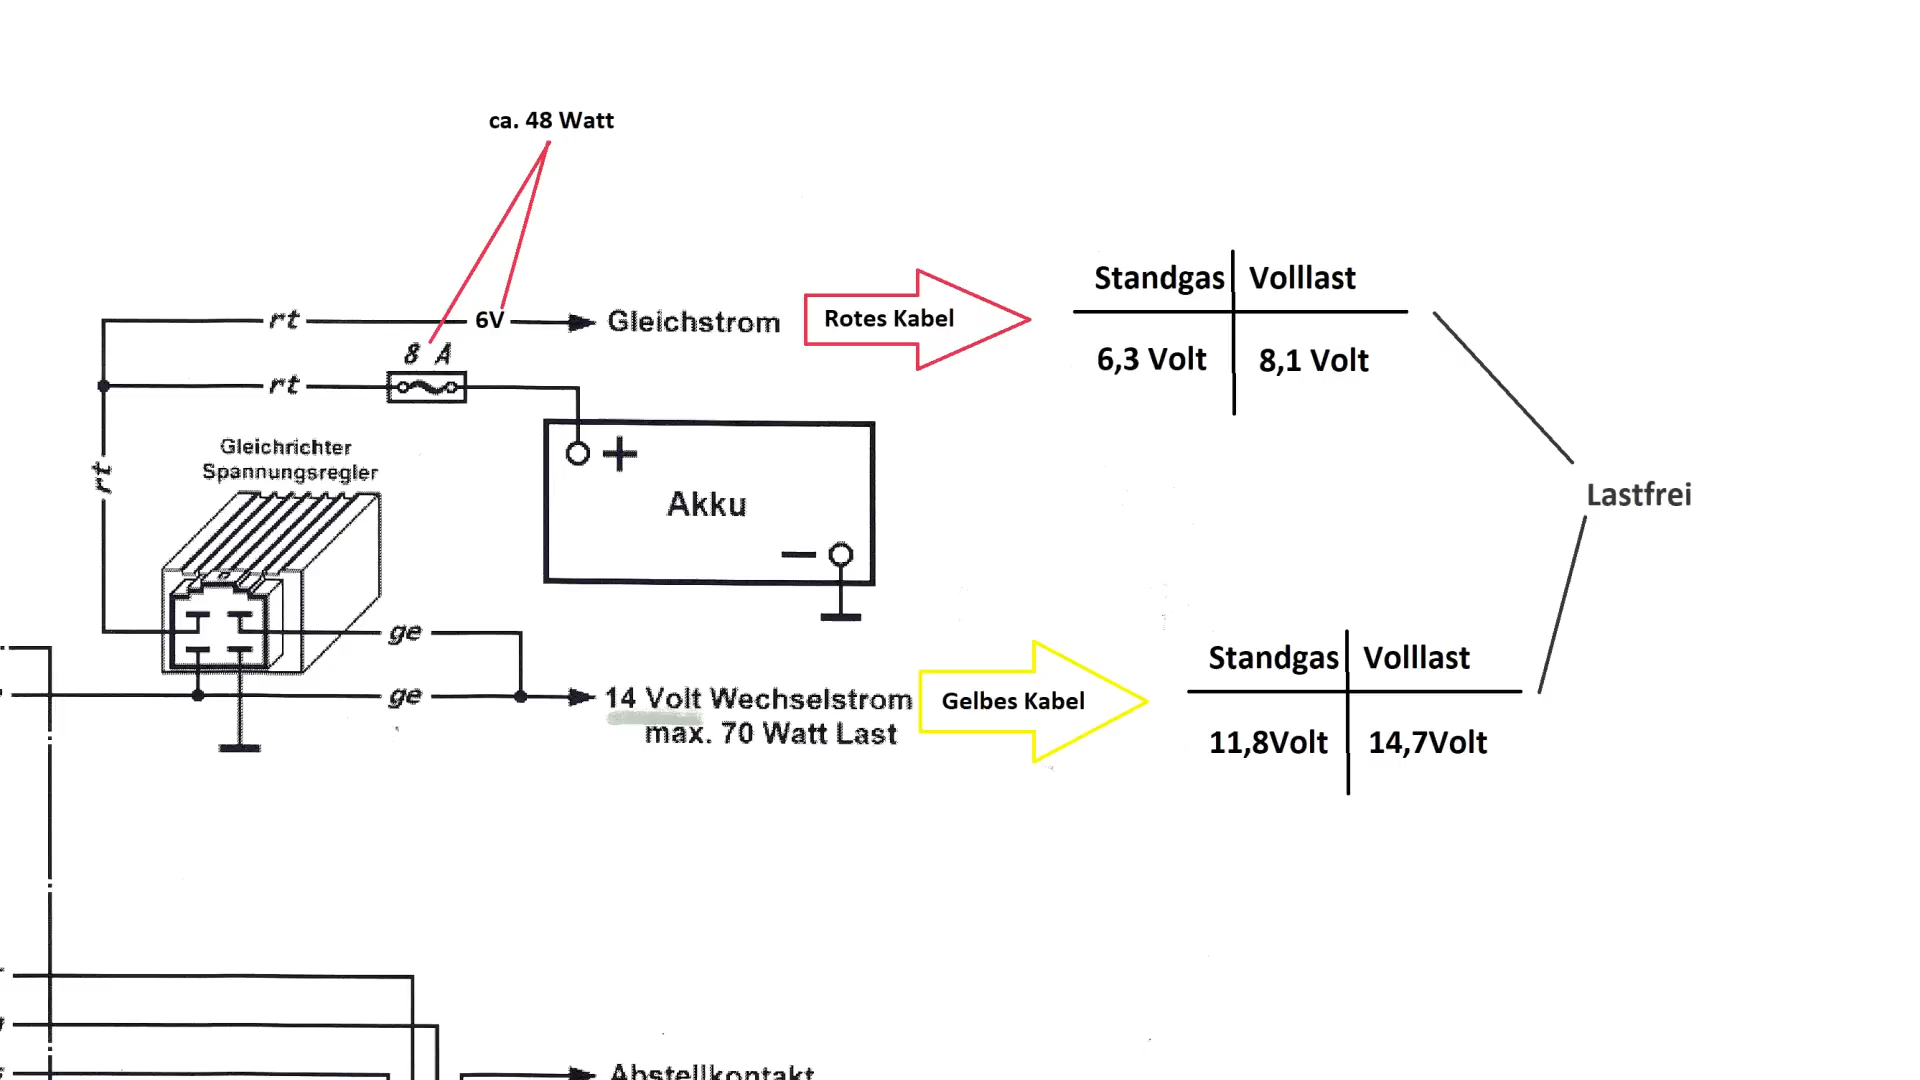 ca. 48 Watt
Standgas Volllast
rt 6V Gleichstrom
Rotes Kabel
8 A
6,3 Volt 8,1 Volt
rt
Gleichrichter
Spannungsregler
rt
+
Akku
Lastfrei
ge
Standgas Volllast
ge
14 Volt Wechselstrom
max. 70 Watt Last
Gelbes Kabel
11,8Volt 14,7Volt
Abstellkontakt